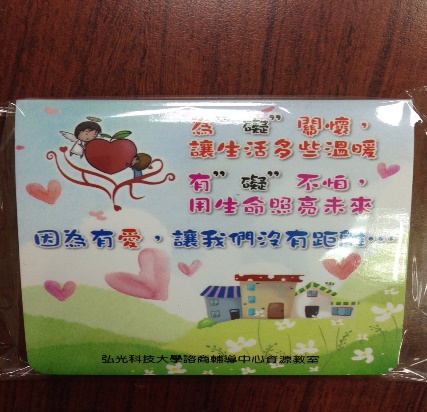 為"礙"關懷，
讓生活多些溫暖
有"礙"不怕，
用生命照亮未來
因為有愛，讓我們沒有距離…
弘光科技大學諮商輔導中心資源教室